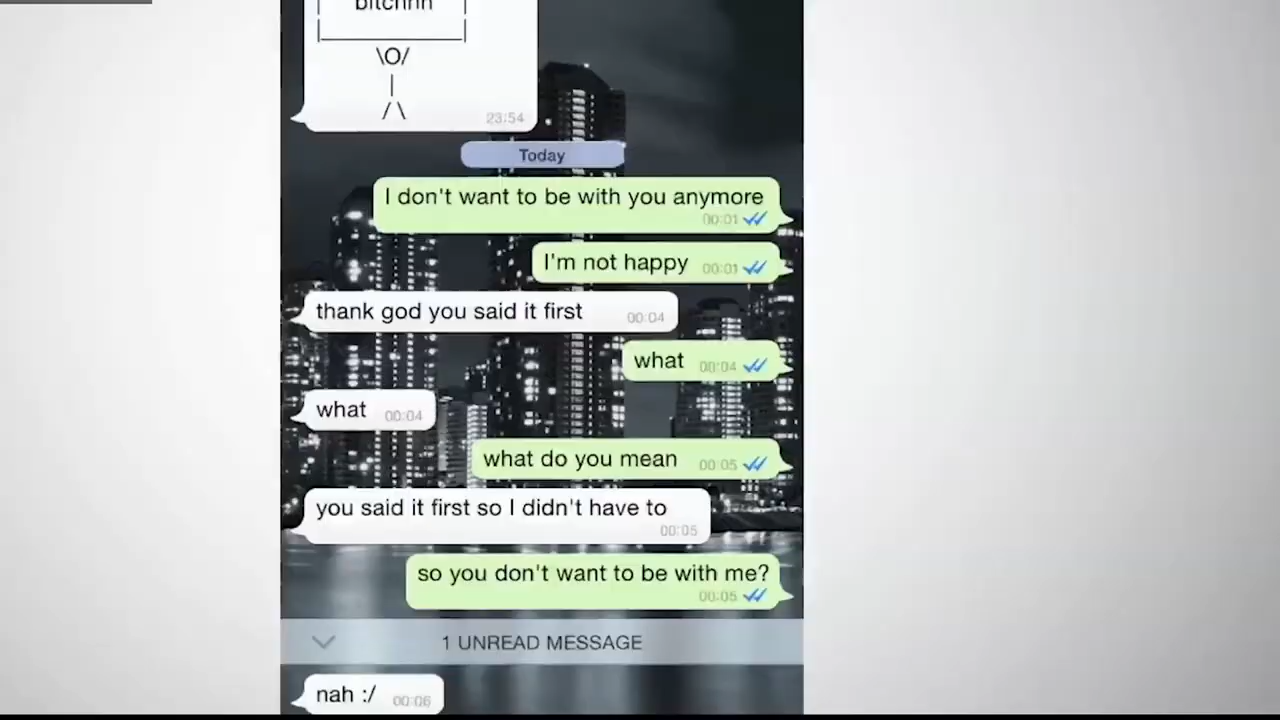 bitchhh
\O/
|
/ \
23:54
Today
I don't want to be with you anymore
00:01
I'm not happy 00:01
thank god you said it first 00:04
what 00:04
what 00:04
what do you mean 00:05
you said it first so I didn't have to
00:05
so you don't want to be with me?
00:05
1 UNREAD MESSAGE
nah :/ 00:06